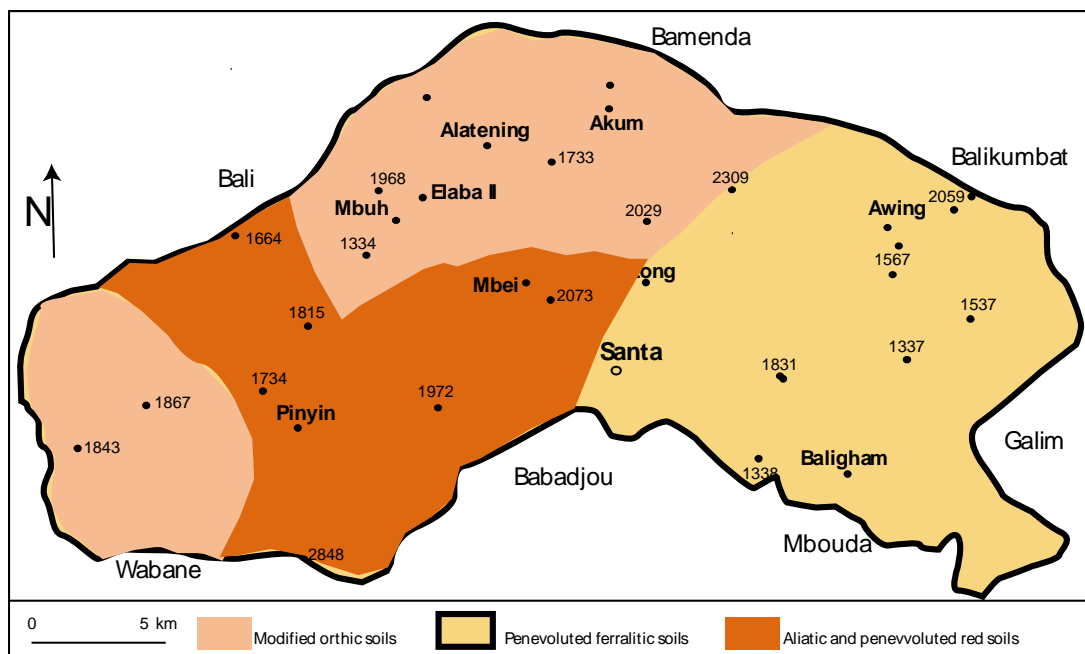 Bamenda
Akum
Alatening
1733
Balikumbat
Bali
1968
Elaba II
2309
2059
Mbuh
Awing
2029
1664
1334
1567
Mbei
ong
2073
1537
1815
Santa
1337
1831
1734
1972
1867
Pinyin
1843
Galim
Baligham
Babadjou
1338
Mbouda
2848
Wabane
N
0 5 km
Modified orthic soils
Penevoluted ferralitic soils
Aliatic and penevvoluted red soils